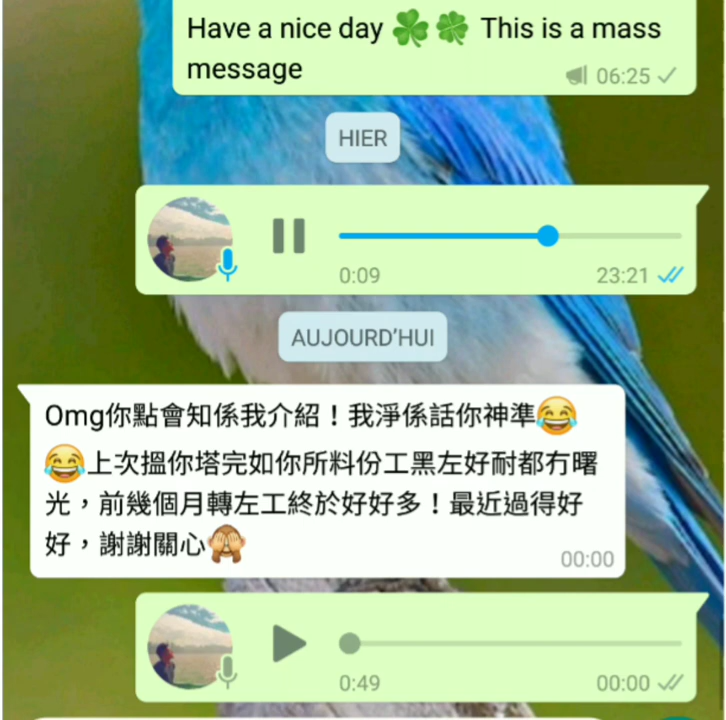 Have a nice day 🍀🍀 This is a mass
message
06:25
HIER
0:09
23:21
AUJOURD'HUI
Omg你點會知係我介紹！我淨係話你神準😂
😂上次搵你塔完如你所料份工黑左好耐都冇曙
光，前幾個月轉左工終於好好多！最近過得好
好，謝謝關心🙈
00:00
0:49
00:00